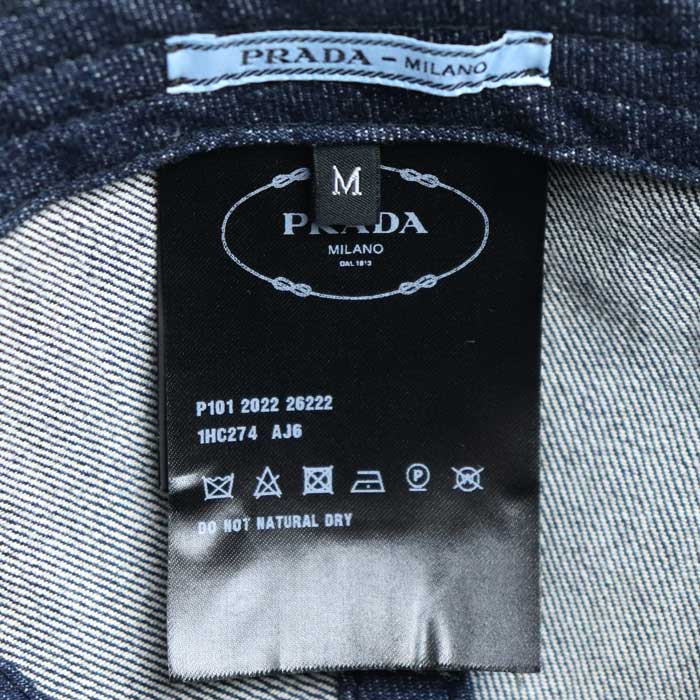 PRADA - MILANO
M
PRADA
MILANO
DAL 1913
P101 2022 26222
1HC274 AJ6
P
W
DO NOT NATURAL DRY